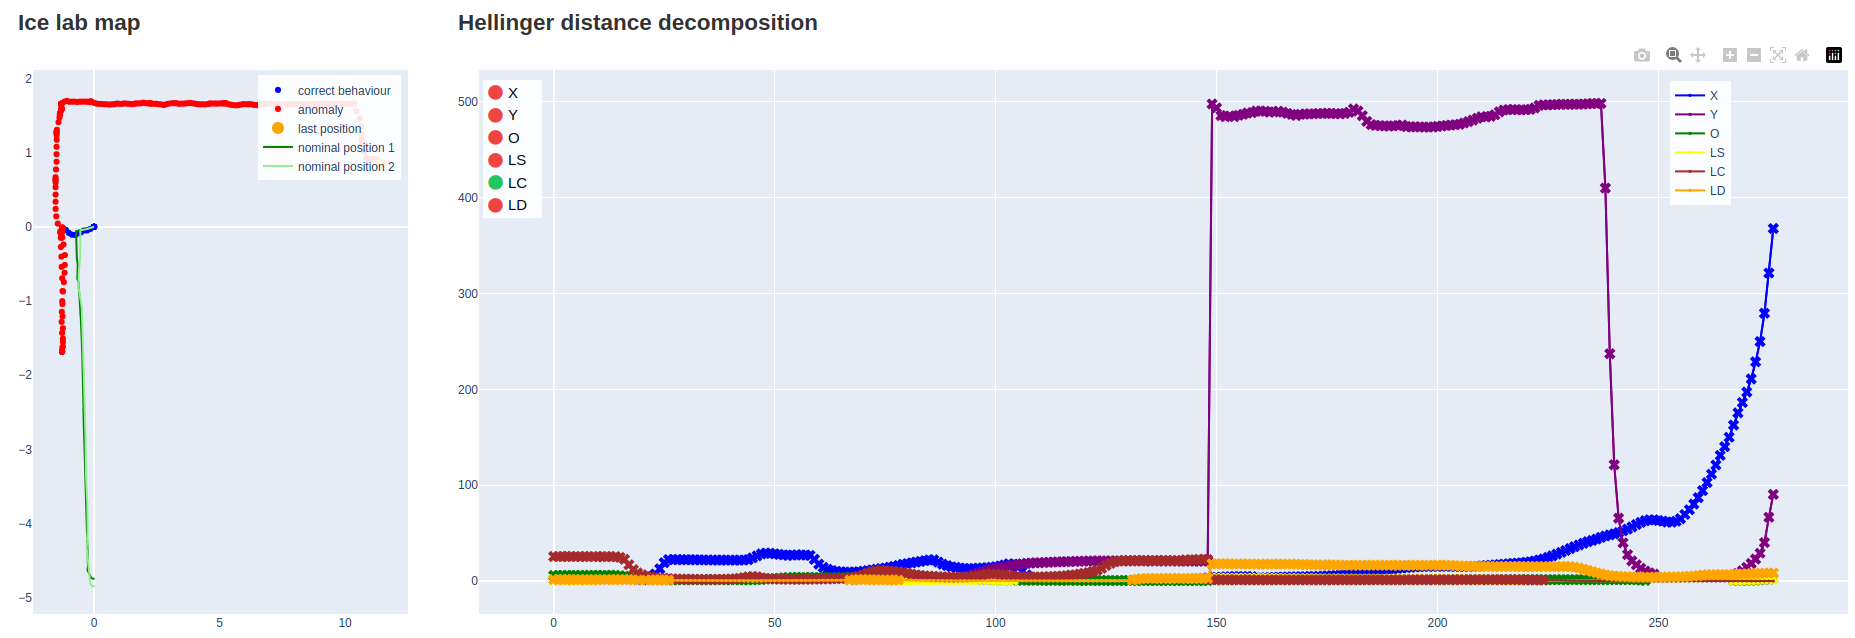 Ice lab map
Hellinger distance decomposition
2
1
0
−1
−2
−3
−4
−5
0
5
10
correct behaviour
anomaly
last position
nominal position 1
nominal position 2
500
400
300
200
100
0
0
50
100
150
200
250
X
Y
O
LS
LC
LD
X
Y
O
LS
LC
LD